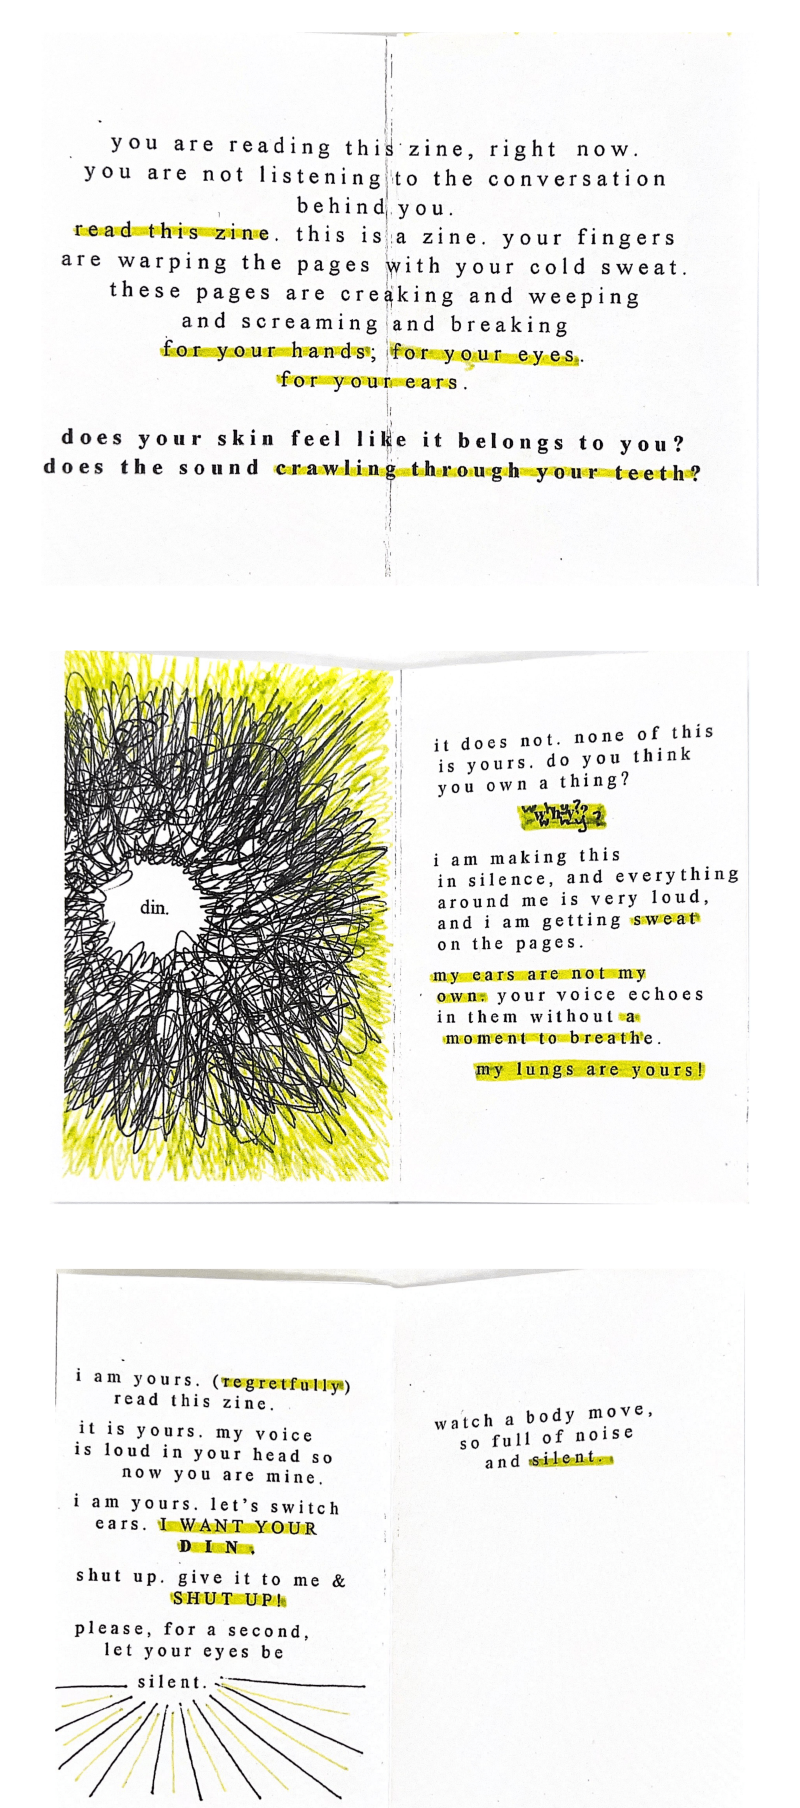 you are reading this zine, right now.
you are not listening to the conversation
behind you.
read this zine. this is a zine. your fingers
are warping the pages with your cold sweat.
these pages are creaking and weeping
and screaming and breaking
for your hands; for your eyes.
for your ears.
does your skin feel like it belongs to you?
does the sound crawling through your teeth?
din.
it does not. none of this
is yours. do you think
you own a thing?
why?
why?
why?
i am making this
in silence, and everything
around me is very loud,
and i am getting sweat
on the pages.
my ears are not my
own. your voice echoes
in them without a
moment to breathe.
my lungs are yours!
i am yours. (regretfully)
read this zine.
it is yours. my voice
is loud in your head so
now you are mine.
i am yours. let's switch
ears. I WANT YOUR
D I N.
shut up. give it to me &
SHUT UP!
please, for a second,
let your eyes be
silent.
watch a body move,
so full of noise
and silent.